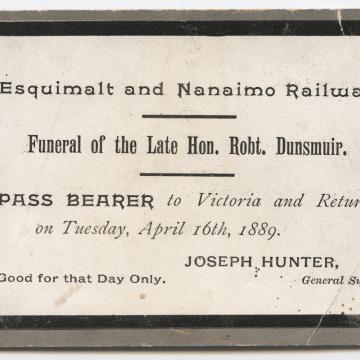 Esquimalt and Nanaimo Railwa
Funeral of the Late Hon. Robt. Dunsmuir.
PASS BEARER to Victoria and Retur
on Tuesday, April 16th, 1889.
JOSEPH HUNTER,
Good for that Day Only. General Su